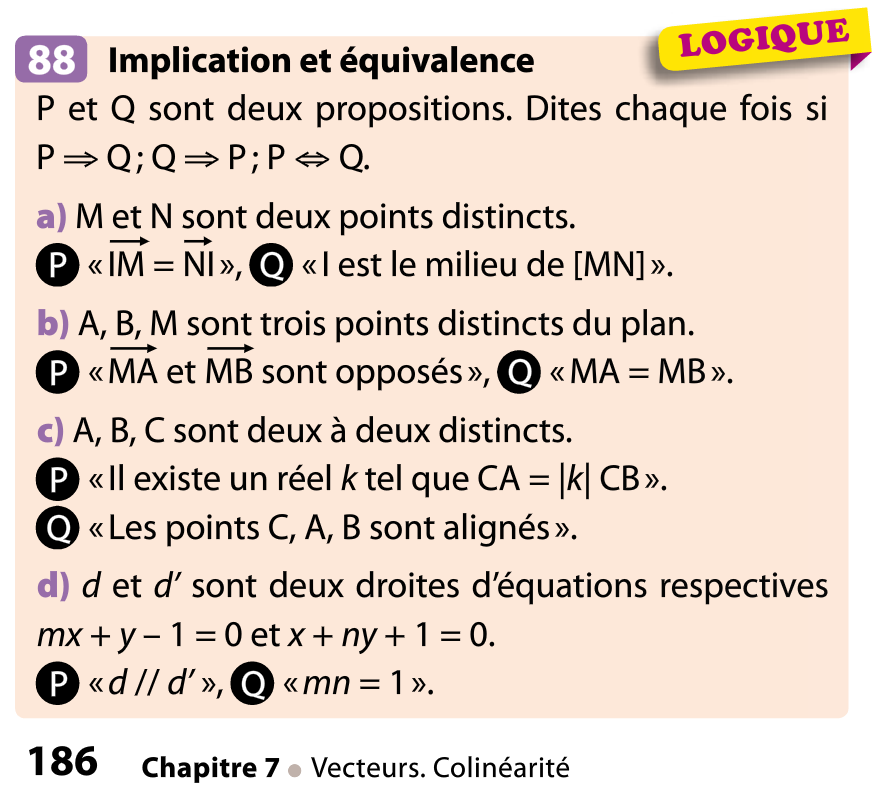 LOGIQUE
88 Implication et équivalence
P et Q sont deux propositions. Dites chaque fois si
P ⇒ Q ; Q ⇒ P ; P ⇔ Q.
a) M et N sont deux points distincts.
P « \overrightarrow{IM} = \overrightarrow{NI} », Q « I est le milieu de [MN] ».
b) A, B, M sont trois points distincts du plan.
P « \overrightarrow{MA} et \overrightarrow{MB} sont opposés », Q « MA = MB ».
c) A, B, C sont deux à deux distincts.
P « Il existe un réel k tel que CA = |k| CB ».
Q « Les points C, A, B sont alignés ».
d) d et d′ sont deux droites d’équations respectives
mx + y – 1 = 0 et x + ny + 1 = 0.
P « d // d′ », Q « mn = 1 ».
186 Chapitre 7 ● Vecteurs. Colinéarité